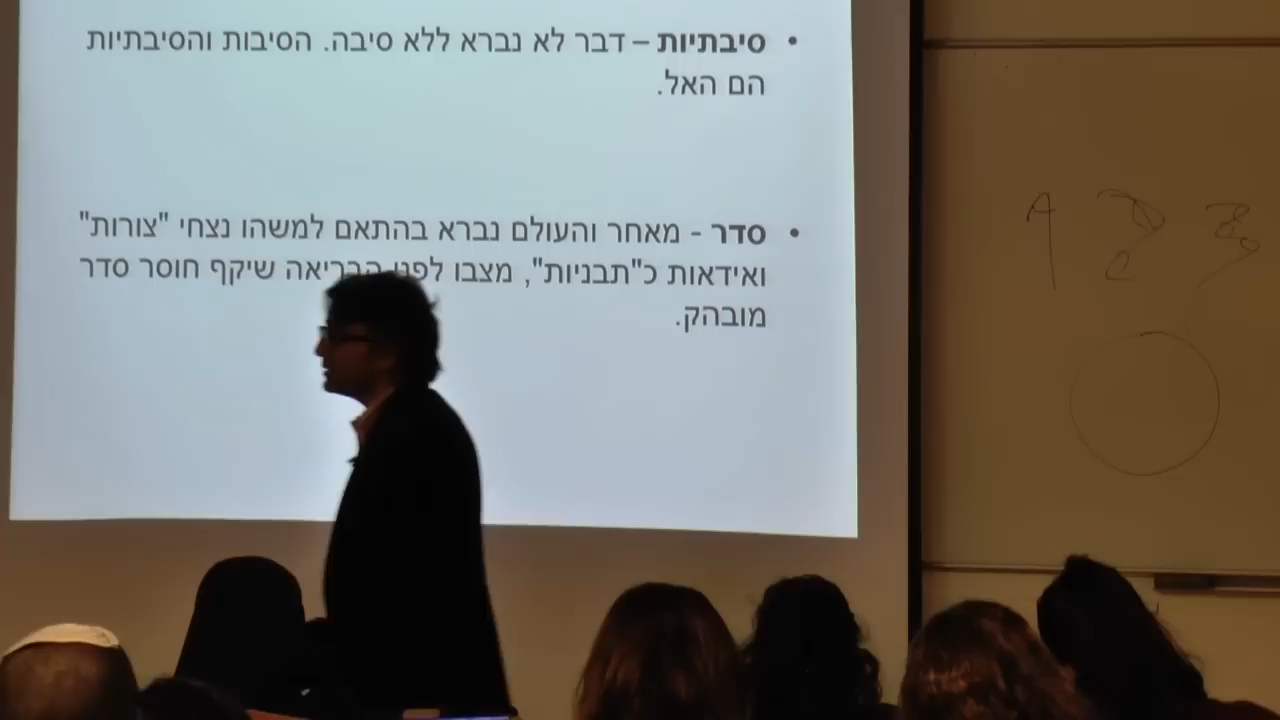 • סיבתיות – דבר לא נברא ללא סיבה. הסיבות והסיבתיות
הם האל.
• סדר - מאחר והעולם נברא בהתאם למשהו נצחי "צורות"
ואידאות כ"תבניות", מצבו לפני הבריאה שיקף חוסר סדר
מובהק.
A